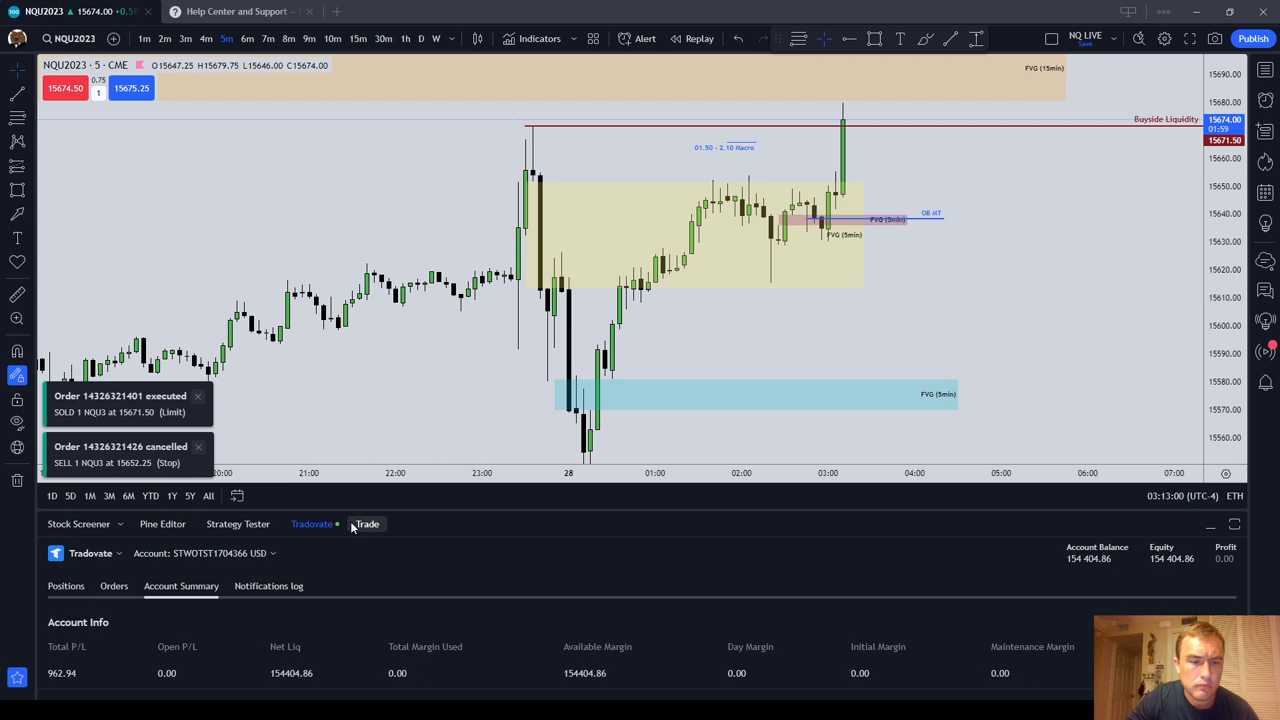 NQU2023 ▲ 15674.00 +0.58
Help Center and Support —
NQU2023
1m 2m 3m 4m 5m 6m 7m 8m 9m 10m 15m 30m 1h D W
Indicators
Alert
Replay
NQ LIVE
Save
Publish
NQU2023 · 5 · CME O15647.25 H15679.75 L15646.00 C15674.00
15674.50
0.75
1
15675.25
FVG (15min)
Buyside Liquidity
01.50 - 2.10 Macro
OB MT
FVG (5min)
FVG (5min)
FVG (5min)
15690.00
15680.00
15674.00
01:59
15671.50
15660.00
15650.00
15640.00
15630.00
15620.00
15610.00
15600.00
15590.00
15580.00
15570.00
15560.00
Order 14326321401 executed
SOLD 1 NQU3 at 15671.50 (Limit)
Order 14326321426 cancelled
SELL 1 NQU3 at 15652.25 (Stop)
20:00 21:00 22:00 23:00 28 01:00 02:00 03:00 04:00 05:00 06:00 07:00
1D 5D 1M 3M 6M YTD 1Y 5Y All
03:13:00 (UTC-4) ETH
Stock Screener Pine Editor Strategy Tester Tradovate Trade
Tradovate Account: STWOTST1704366 USD
Account Balance Equity Profit
154 404.86 154 404.86 0.00
Positions Orders Account Summary Notifications log
Account Info
Total P/L Open P/L Net Liq Total Margin Used Available Margin Day Margin Initial Margin Maintenance Margin
962.94 0.00 154404.86 0.00 154404.86 0.00 0.00 0.00